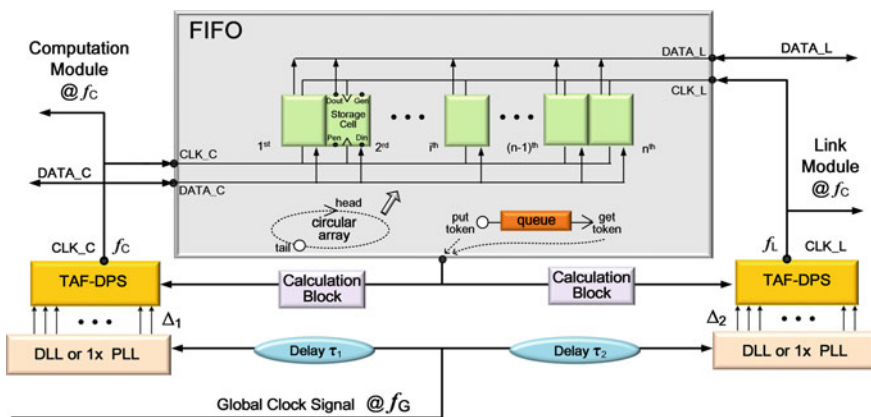 FIFO
Computation
Module
@ fC
DATA_L
DATA_L
CLK_L
Dout
Gen
Storage
Cell
Pen
Din
1st
2rd
• • •
ith
• • •
(n-1)th
nth
CLK_C
DATA_C
DATA_C
Link
Module
@ fC
head
circular
array
tail
put
token
queue
get
token
CLK_C
fC
fL
CLK_L
TAF-DPS
Calculation
Block
Calculation
Block
TAF-DPS
• • •
Δ1
Δ2
• • •
DLL or 1x PLL
Delay τ1
Delay τ2
DLL or 1x PLL
Global Clock Signal @ fG